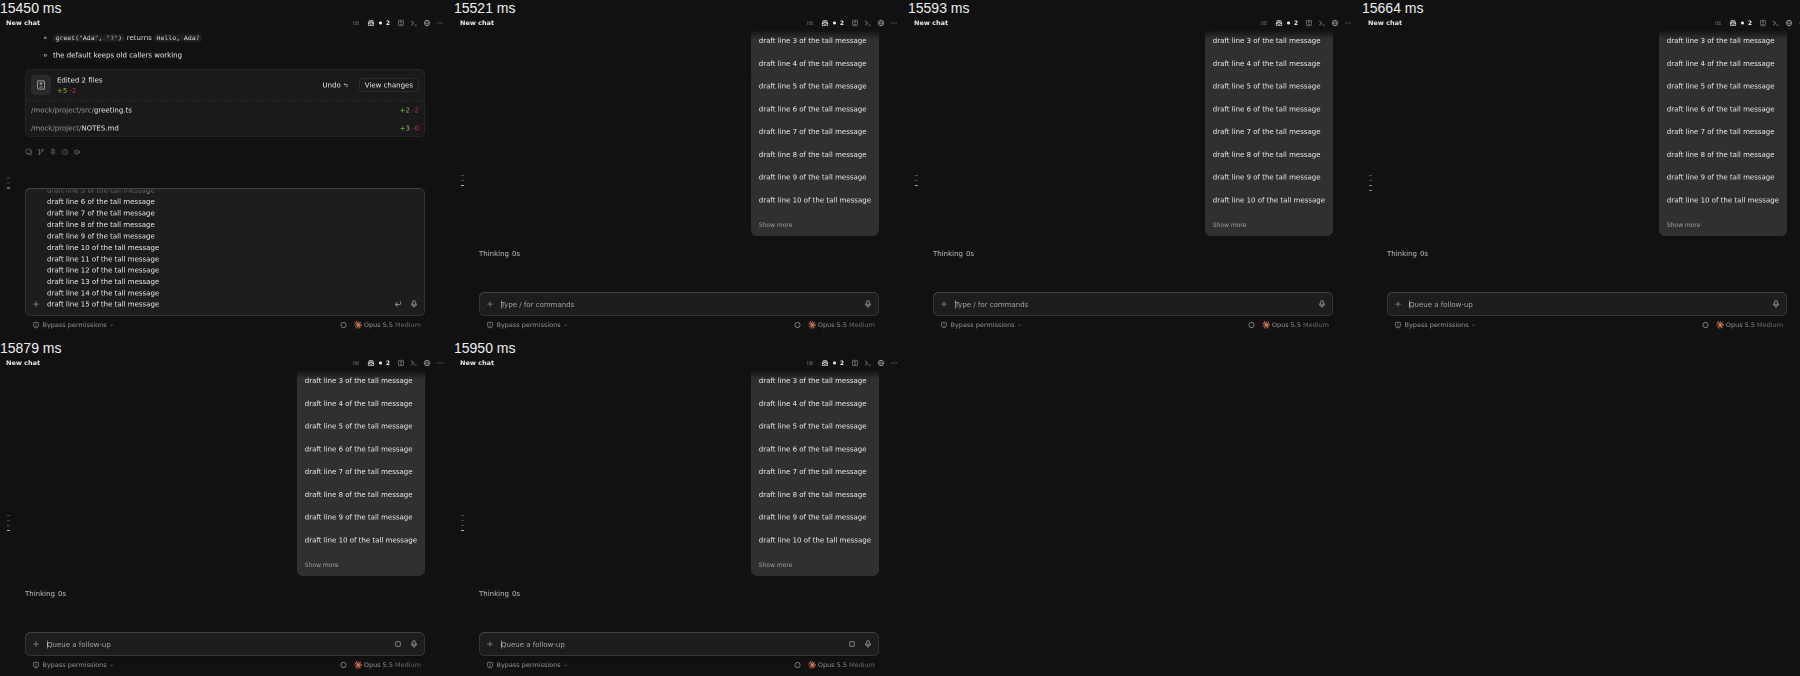 15450 ms
New chat
2
greet("Ada", "?") returns Hello, Ada?
the default keeps old callers working
Edited 2 files
+5 -2
Undo
View changes
/mock/project/src/greeting.ts
+2 -2
/mock/project/NOTES.md
+3 -0
draft line 5 of the tall message
draft line 6 of the tall message
draft line 7 of the tall message
draft line 8 of the tall message
draft line 9 of the tall message
draft line 10 of the tall message
draft line 11 of the tall message
draft line 12 of the tall message
draft line 13 of the tall message
draft line 14 of the tall message
draft line 15 of the tall message
Bypass permissions
Opus 5.5 Medium
15521 ms
New chat
2
draft line 3 of the tall message
draft line 4 of the tall message
draft line 5 of the tall message
draft line 6 of the tall message
draft line 7 of the tall message
draft line 8 of the tall message
draft line 9 of the tall message
draft line 10 of the tall message
Show more
Thinking 0s
Type / for commands
Bypass permissions
Opus 5.5 Medium
15593 ms
New chat
2
draft line 3 of the tall message
draft line 4 of the tall message
draft line 5 of the tall message
draft line 6 of the tall message
draft line 7 of the tall message
draft line 8 of the tall message
draft line 9 of the tall message
draft line 10 of the tall message
Show more
Thinking 0s
Type / for commands
Bypass permissions
Opus 5.5 Medium
15664 ms
New chat
2
draft line 3 of the tall message
draft line 4 of the tall message
draft line 5 of the tall message
draft line 6 of the tall message
draft line 7 of the tall message
draft line 8 of the tall message
draft line 9 of the tall message
draft line 10 of the tall message
Show more
Thinking 0s
Queue a follow-up
Bypass permissions
Opus 5.5 Medium
15879 ms
New chat
2
draft line 3 of the tall message
draft line 4 of the tall message
draft line 5 of the tall message
draft line 6 of the tall message
draft line 7 of the tall message
draft line 8 of the tall message
draft line 9 of the tall message
draft line 10 of the tall message
Show more
Thinking 0s
Queue a follow-up
Bypass permissions
Opus 5.5 Medium
15950 ms
New chat
2
draft line 3 of the tall message
draft line 4 of the tall message
draft line 5 of the tall message
draft line 6 of the tall message
draft line 7 of the tall message
draft line 8 of the tall message
draft line 9 of the tall message
draft line 10 of the tall message
Show more
Thinking 0s
Queue a follow-up
Bypass permissions
Opus 5.5 Medium